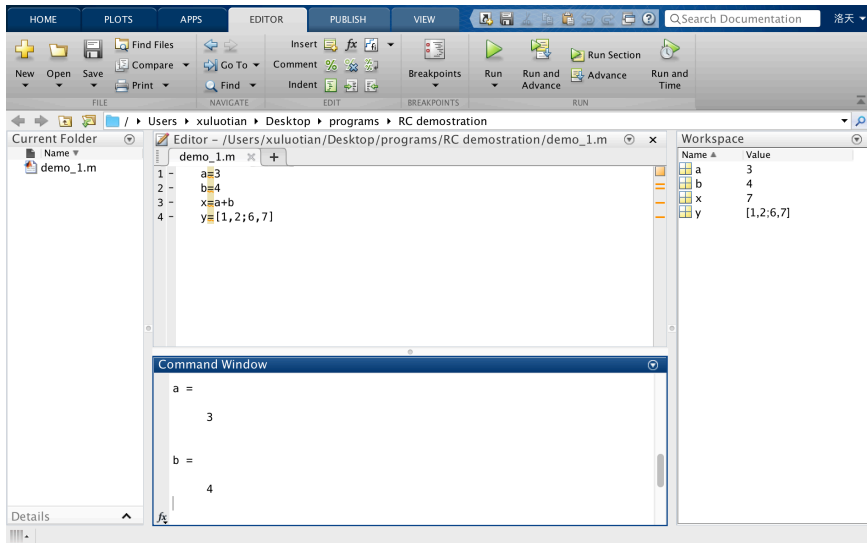 HOME PLOTS APPS EDITOR PUBLISH VIEW Search Documentation 洛天
New Open Save Find Files Compare Print
Go To Find
Insert fx Comment Indent
Breakpoints Run Run and Advance Run Section Advance Run and Time
FILE NAVIGATE EDIT BREAKPOINTS RUN
/ Users xuluotian Desktop programs RC demostration
Current Folder
Name
demo_1.m
Details
Editor – /Users/xuluotian/Desktop/programs/RC demostration/demo_1.m
demo_1.m +
1 – a=3
2 – b=4
3 – x=a+b
4 – y=[1,2;6,7]
Command Window
a =
3
b =
4
fx
Workspace
Name Value
a 3
b 4
x 7
y [1,2;6,7]